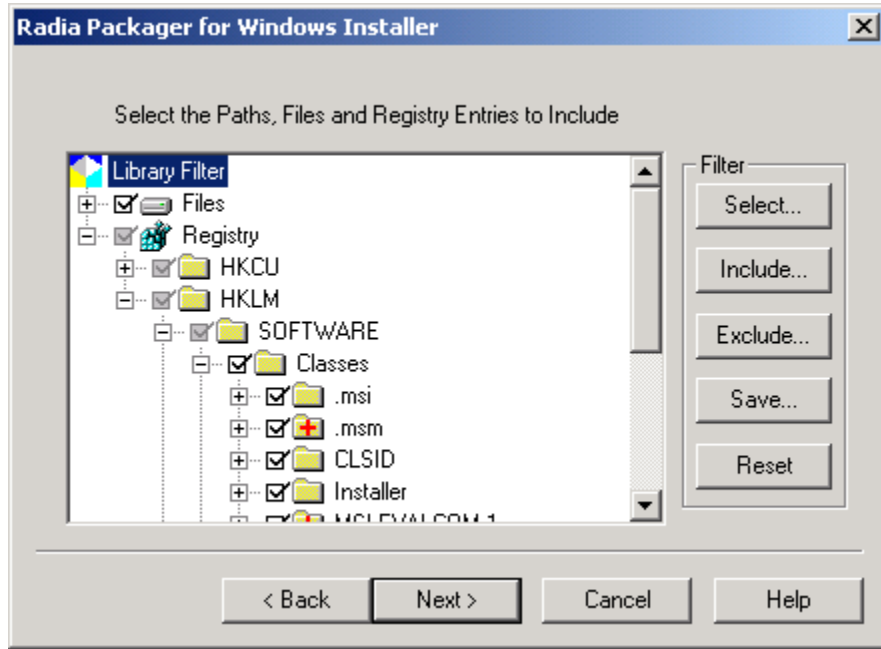 Radia Packager for Windows Installer
Select the Paths, Files and Registry Entries to Include
Library Filter
Files
Registry
HKCU
HKLM
SOFTWARE
Classes
.msi
.msm
CLSID
Installer
Filter
Select...
Include...
Exclude...
Save...
Reset
< Back
Next >
Cancel
Help